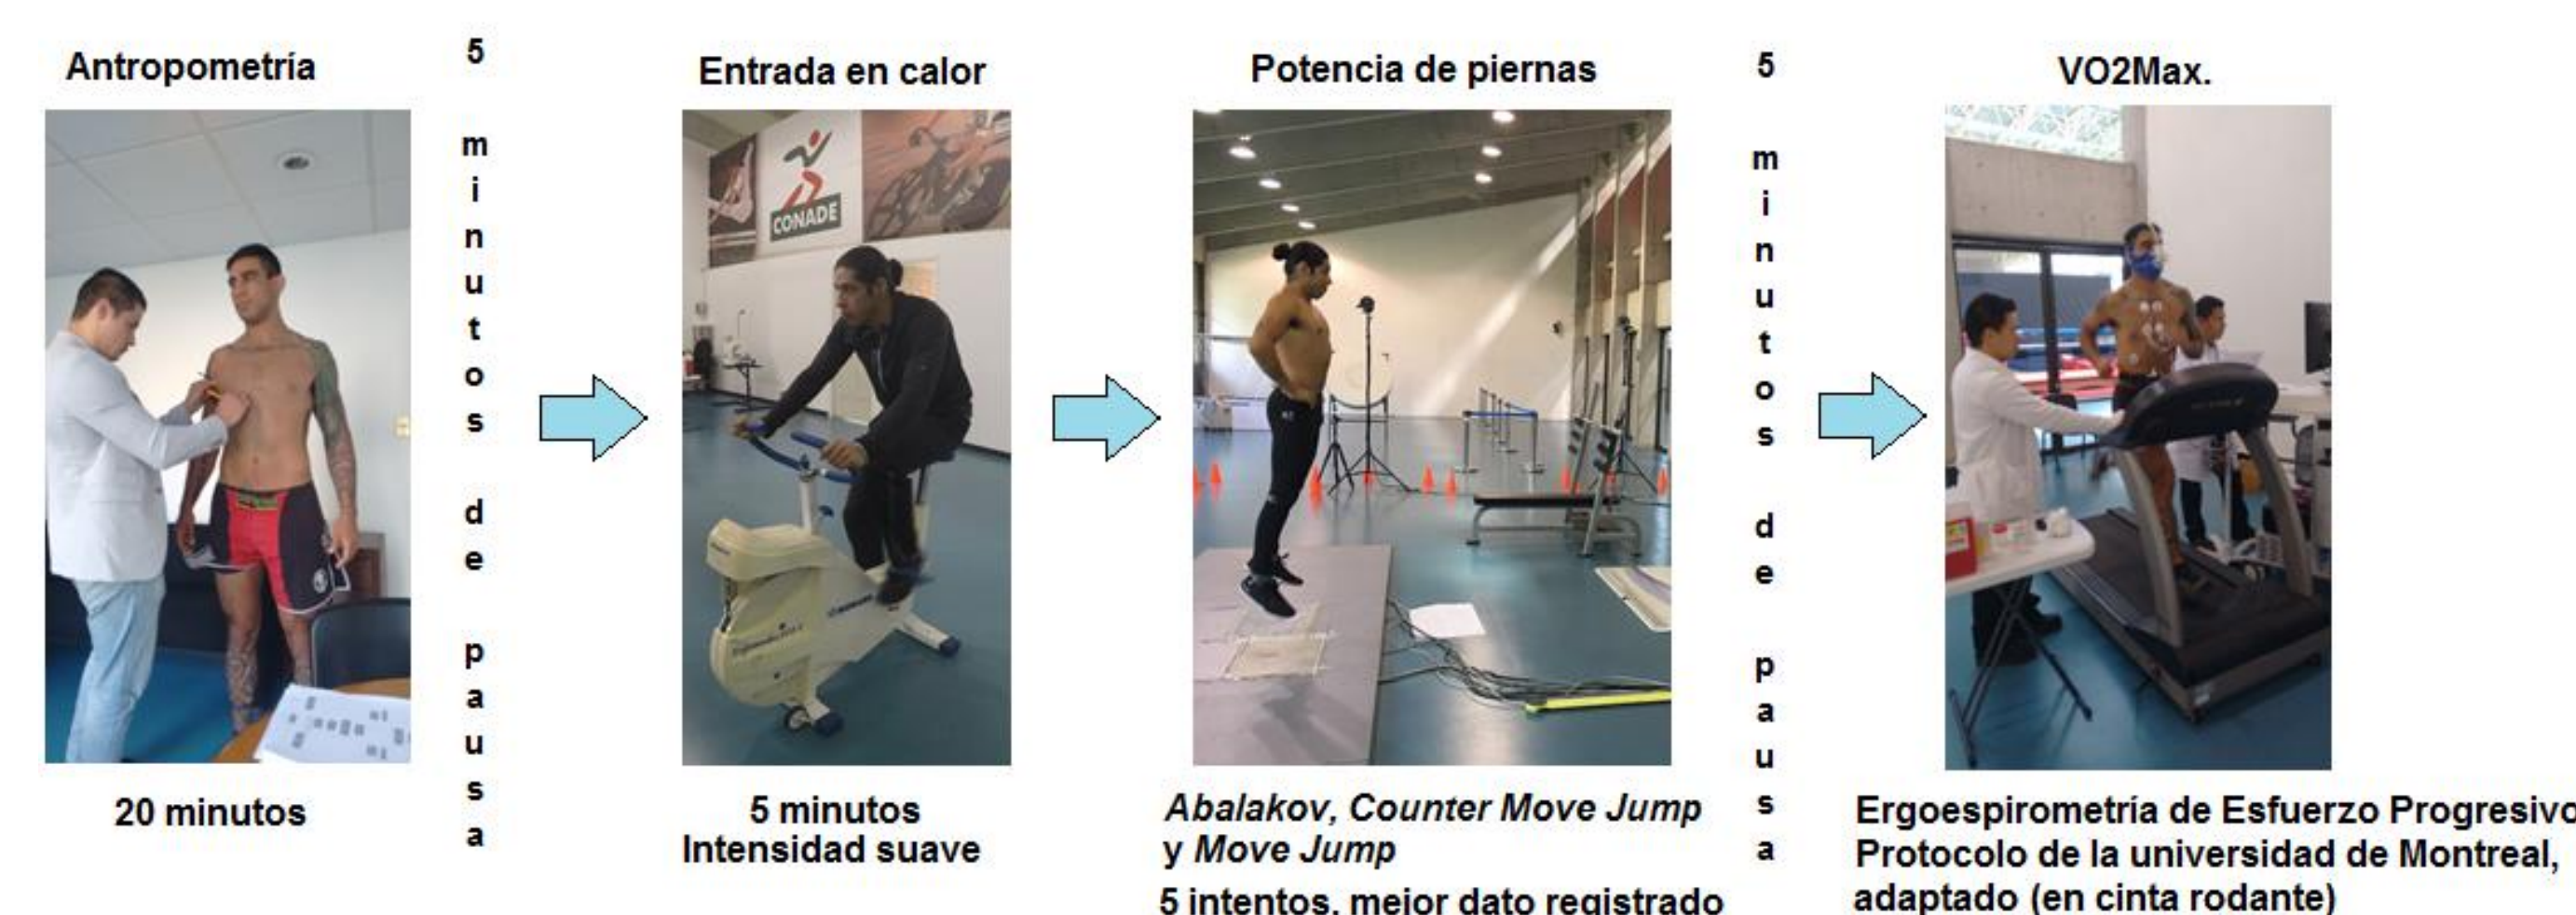 Antropometría
20 minutos
5 minutos de pausa
Entrada en calor
CONADE
5 minutos
Intensidad suave
Potencia de piernas
Abalakov, Counter Move Jump
y Move Jump
5 intentos, mejor dato registrado
5 minutos de pausa
VO2Max.
Ergoespirometría de Esfuerzo Progresivo
Protocolo de la universidad de Montreal,
adaptado (en cinta rodante)